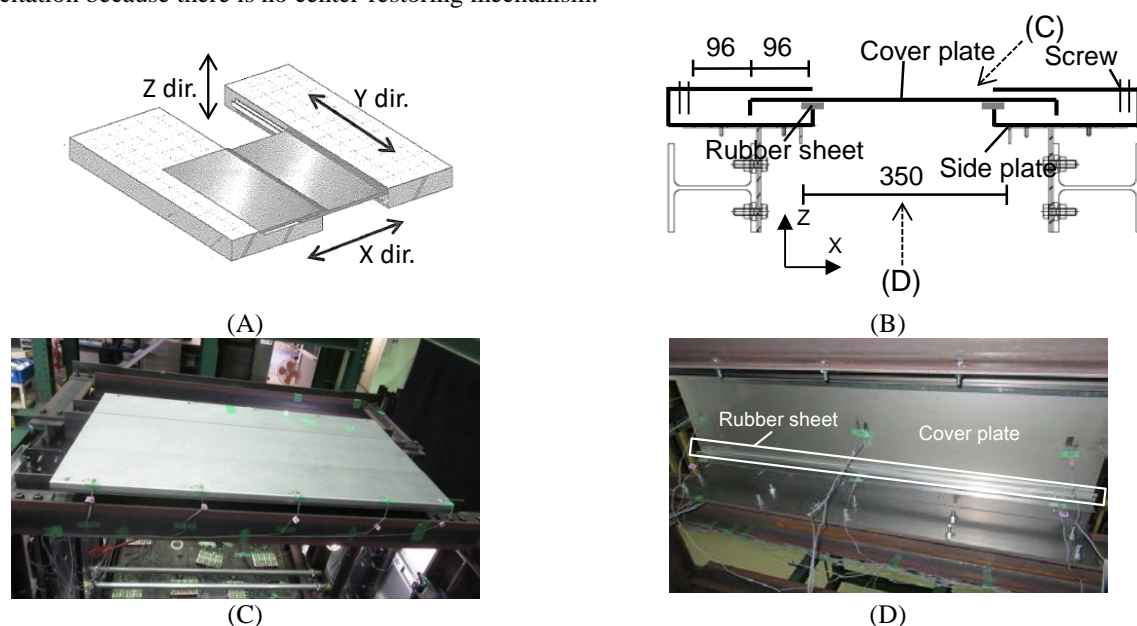 citation because there is no center restoring mechanism.
Z dir.
Y dir.
X dir.
(A)
96 96
Cover plate
(C)
Screw
Rubber sheet
Side plate
350
Z
X
(D)
(B)
(C)
Rubber sheet
Cover plate
(D)